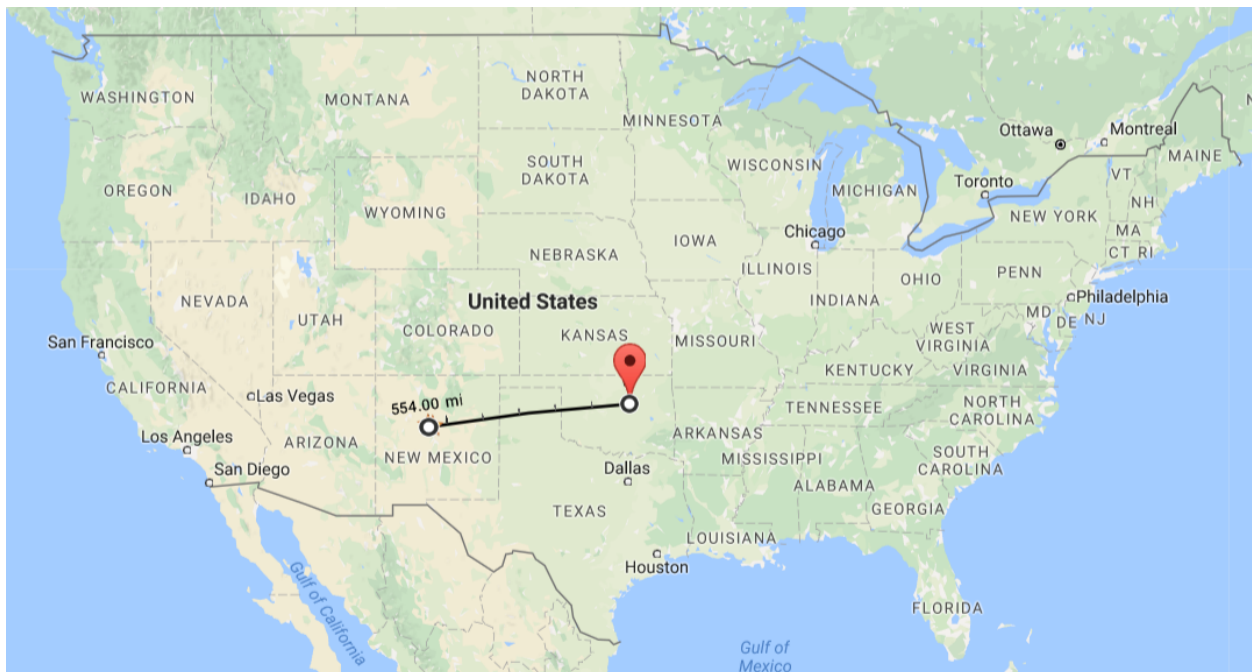 WASHINGTON
MONTANA
NORTH
DAKOTA
MINNESOTA
Ottawa
Montreal
MAINE
OREGON
IDAHO
WYOMING
SOUTH
DAKOTA
WISCONSIN
MICHIGAN
Toronto
VT
NH
NEW YORK
MA
CT RI
NEBRASKA
IOWA
Chicago
ILLINOIS
INDIANA
OHIO
PENN
NEVADA
UTAH
COLORADO
United States
KANSAS
MISSOURI
WEST
VIRGINIA
MD
DE
NJ
Philadelphia
San Francisco
CALIFORNIA
Las Vegas
KENTUCKY
VIRGINIA
554.00 mi
Los Angeles
ARIZONA
NEW MEXICO
San Diego
ARKANSAS
TENNESSEE
NORTH
CAROLINA
MISSISSIPPI
SOUTH
CAROLINA
Dallas
ALABAMA
TEXAS
GEORGIA
LOUISIANA
Houston
Gulf of California
FLORIDA
Gulf of
Mexico